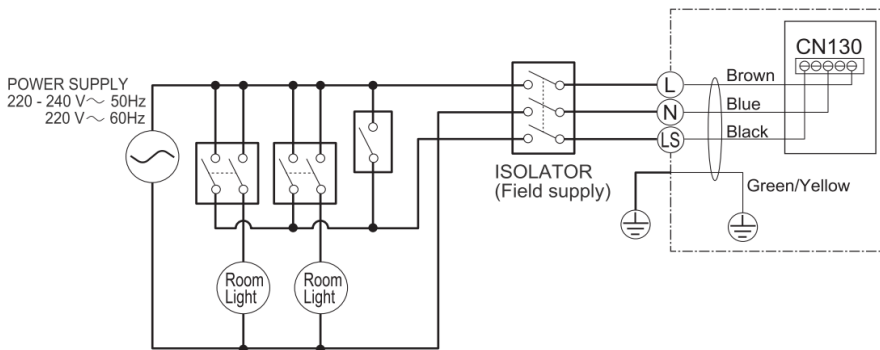 CN130
POWER SUPPLY
220 - 240 V～ 50Hz
220 V～ 60Hz
L
Brown
N
Blue
LS
Black
ISOLATOR
(Field supply)
Green/Yellow
Room
Light
Room
Light